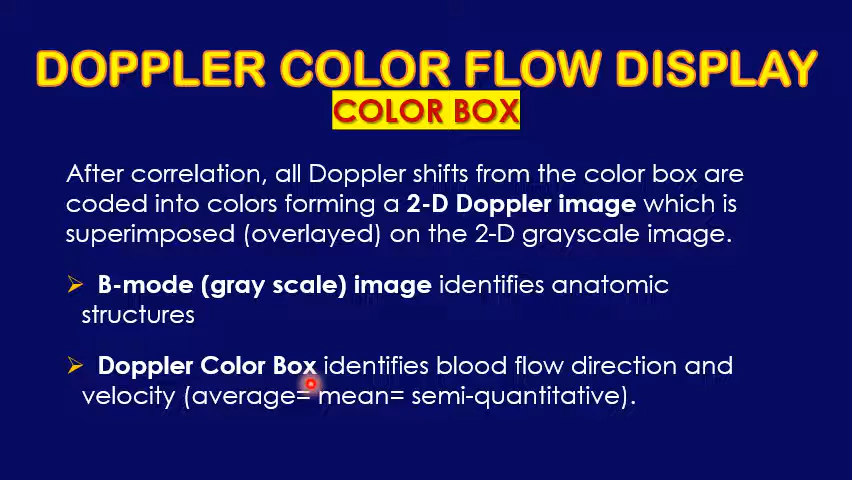 DOPPLER COLOR FLOW DISPLAY
COLOR BOX
After correlation, all Doppler shifts from the color box are
coded into colors forming a 2-D Doppler image which is
superimposed (overlayed) on the 2-D grayscale image.
➢ B-mode (gray scale) image identifies anatomic
structures
➢ Doppler Color Box identifies blood flow direction and
velocity (average= mean= semi-quantitative).